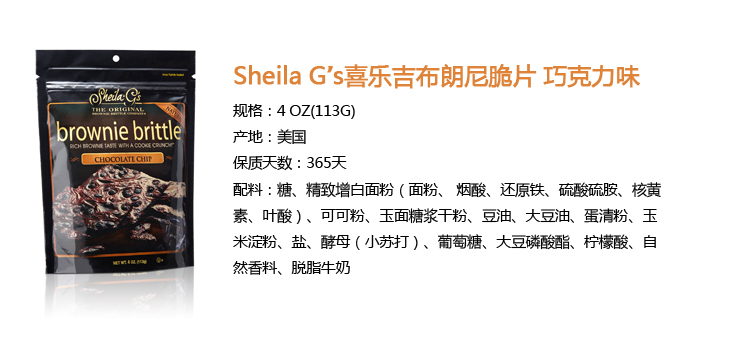 Sheila G's
THE ORIGINAL
BROWNIE BRITTLE COMPANY
brownie brittle
RICH BROWNIE TASTE WITH A COOKIE CRUNCH!
CHOCOLATE CHIP
NET WT. 4 OZ. (113g)
Sheila G’s喜乐吉布朗尼脆片 巧克力味
规格：4 OZ(113G)
产地：美国
保质天数：365天
配料：糖、精致增白面粉（面粉、 烟酸、还原铁、硫酸硫胺、核黄
素、叶酸）、可可粉、玉面糖浆干粉、豆油、大豆油、蛋清粉、玉
米淀粉、盐、酵母（小苏打）、葡萄糖、大豆磷酸酯、柠檬酸、自
然香料、脱脂牛奶